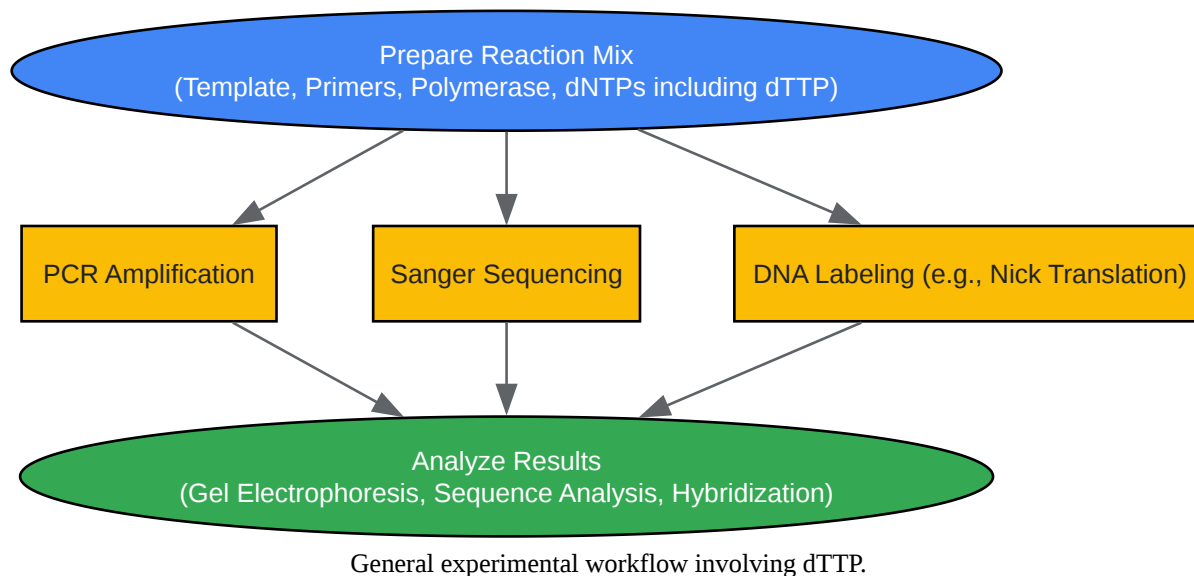 Prepare Reaction Mix
(Template, Primers, Polymerase, dNTPs including dTTP)
PCR Amplification
Sanger Sequencing
DNA Labeling (e.g., Nick Translation)
Analyze Results
(Gel Electrophoresis, Sequence Analysis, Hybridization)
General experimental workflow involving dTTP.